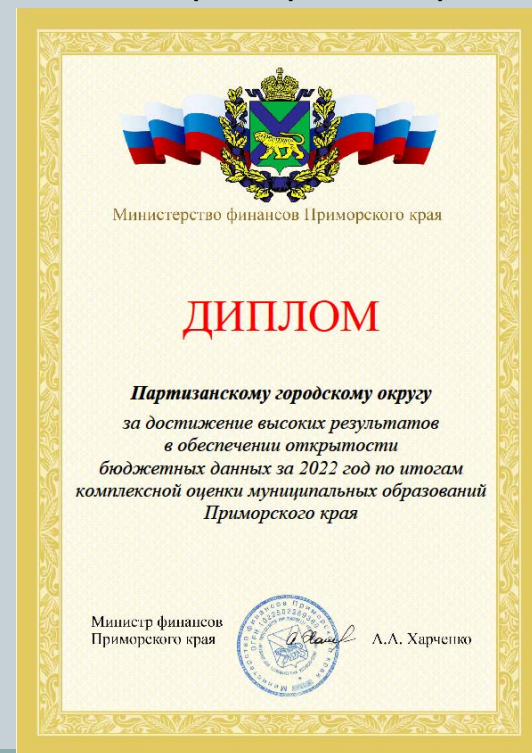 Министерство финансов Приморского края
ДИПЛОМ
Партизанскому городскому округу
за достижение высоких результатов
в обеспечении открытости
бюджетных данных за 2022 год по итогам
комплексной оценки муниципальных образований
Приморского края
Министр финансов
Приморского края
А.А. Харченко